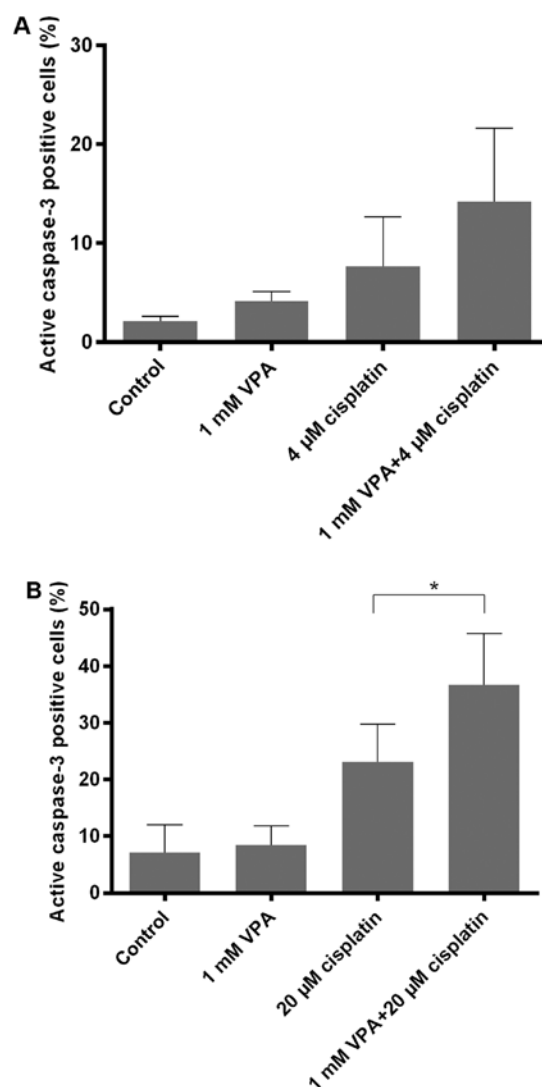 A
Active caspase-3 positive cells (%)
30
20
10
0
Control
1 mM VPA
4 µM cisplatin
1 mM VPA+4 µM cisplatin
B
Active caspase-3 positive cells (%)
50
40
30
20
10
0
*
Control
1 mM VPA
20 µM cisplatin
1 mM VPA+20 µM cisplatin